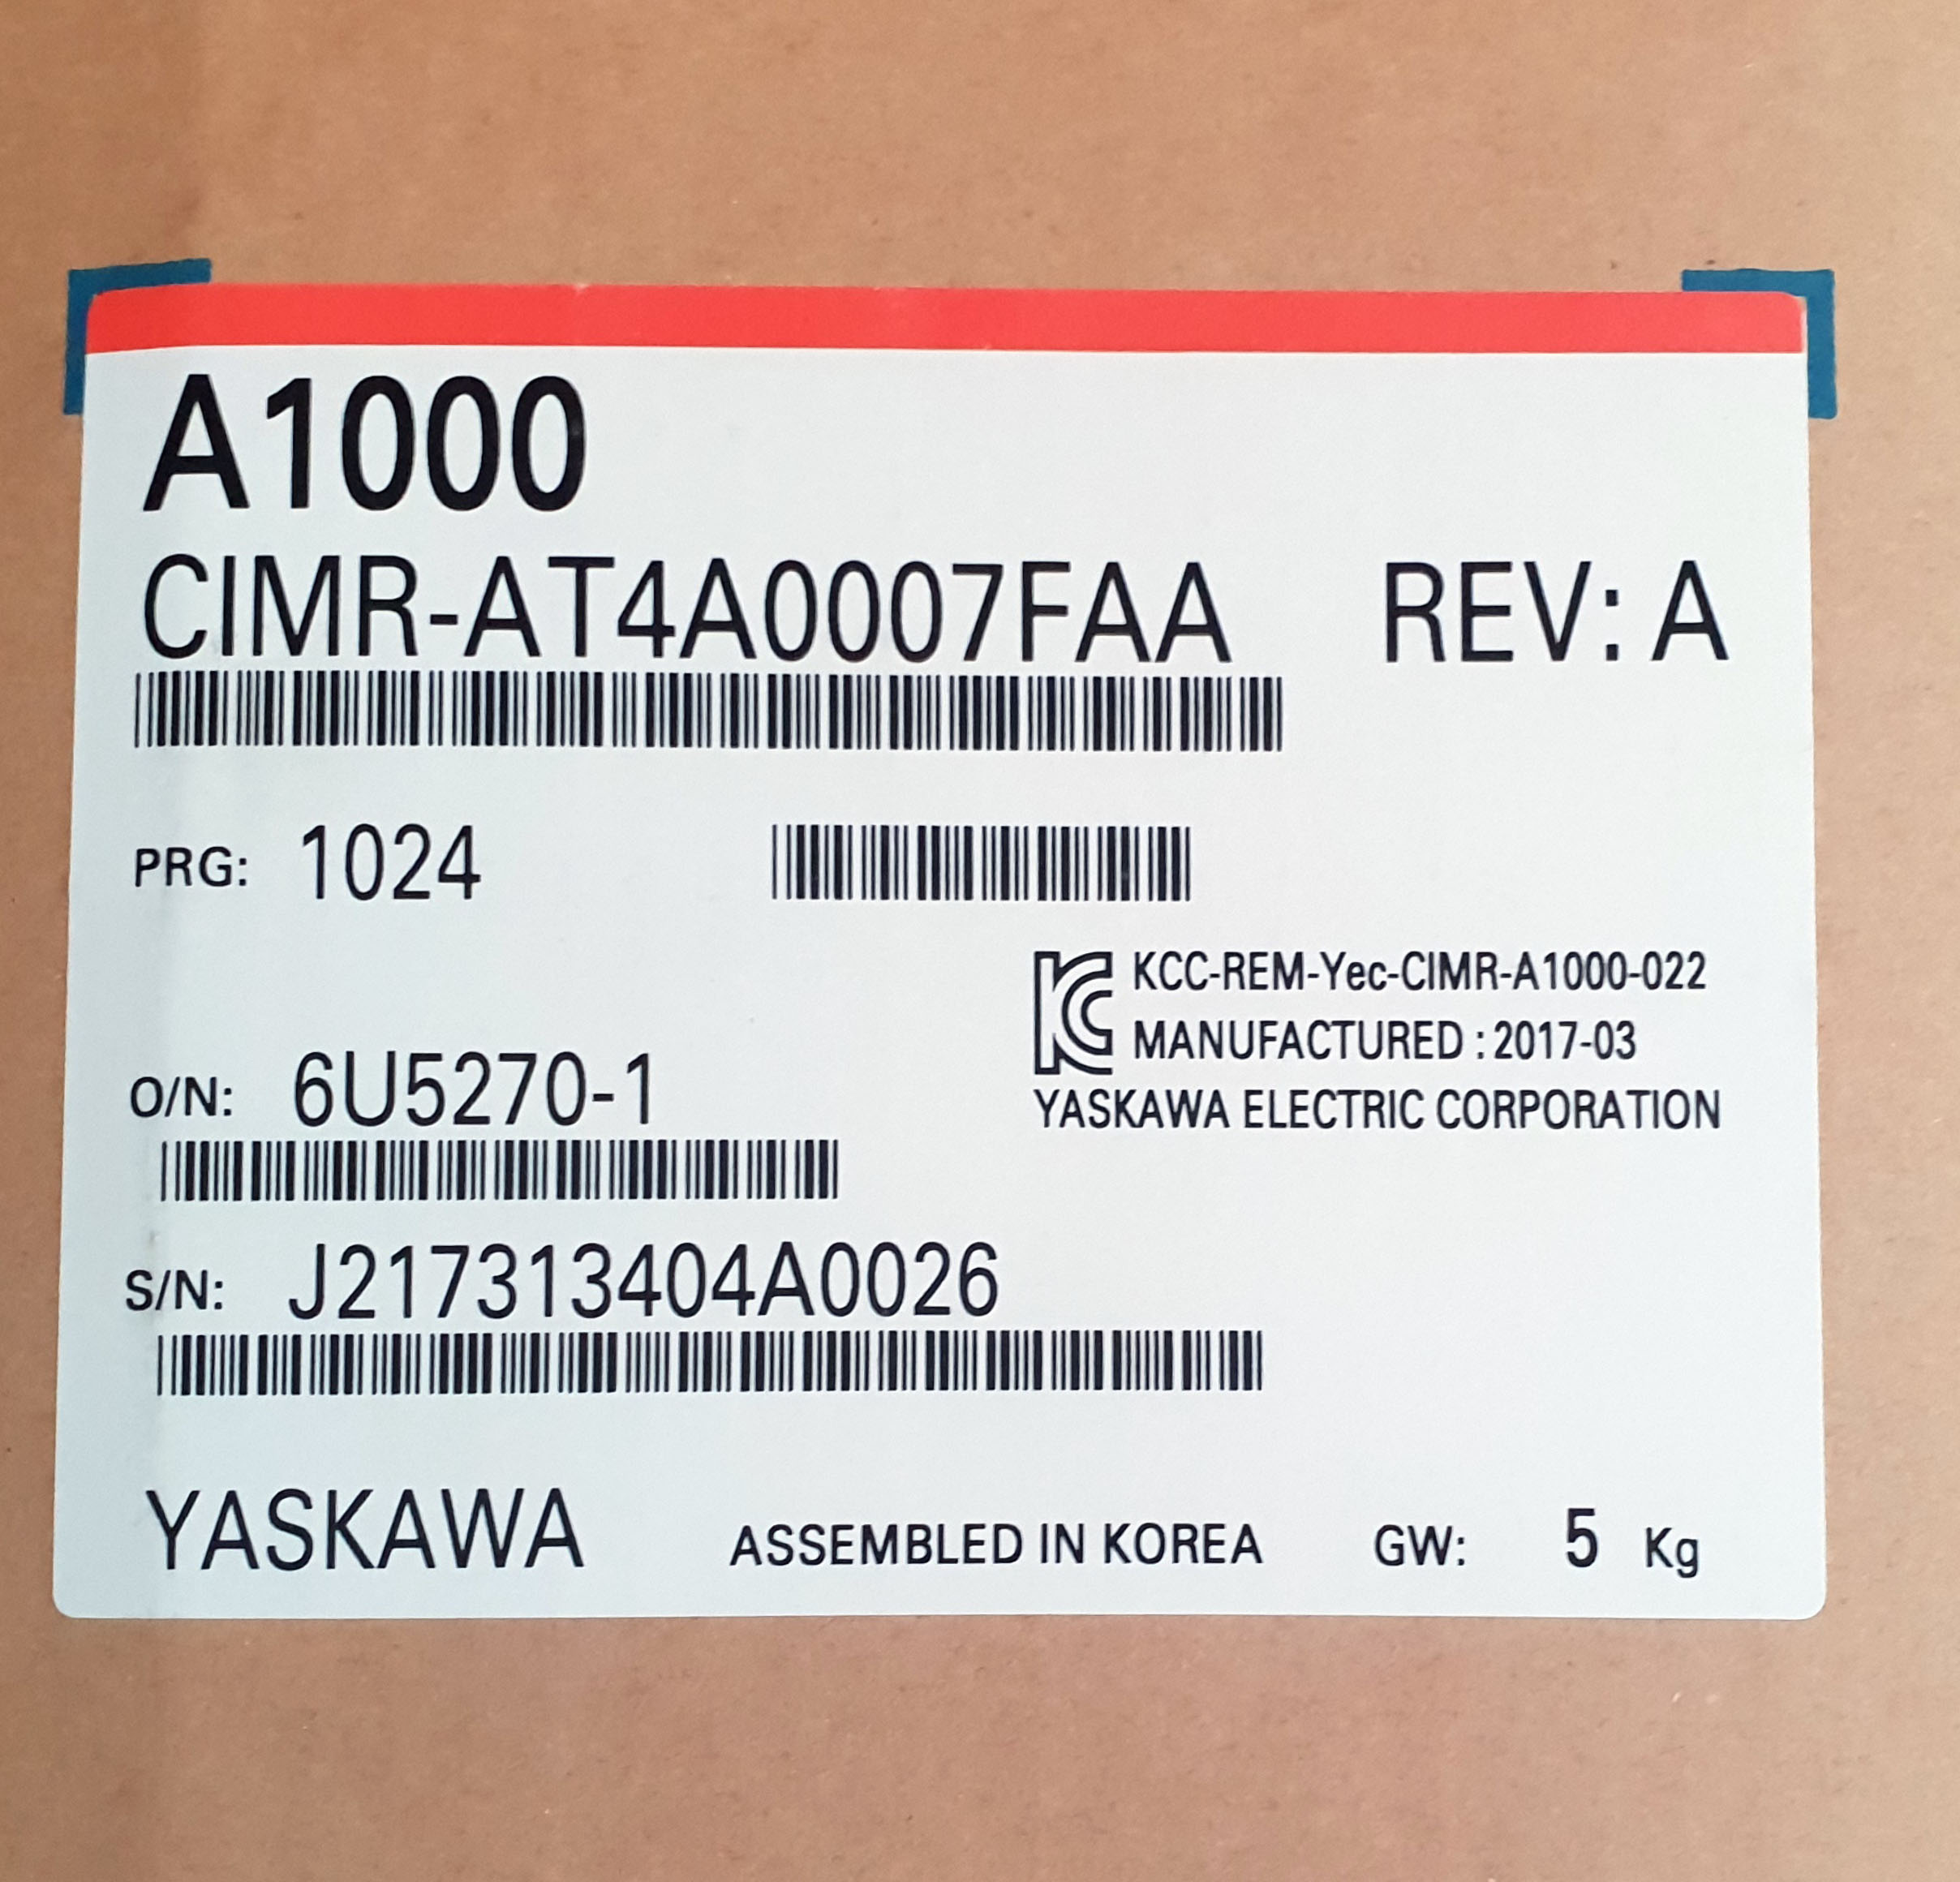 A1000
CIMR-AT4A0007FAA REV: A
PRG: 1024
KCC-REM-Yec-CIMR-A1000-022
MANUFACTURED : 2017-03
YASKAWA ELECTRIC CORPORATION
O/N: 6U5270-1
S/N: J217313404A0026
YASKAWA ASSEMBLED IN KOREA GW: 5 Kg